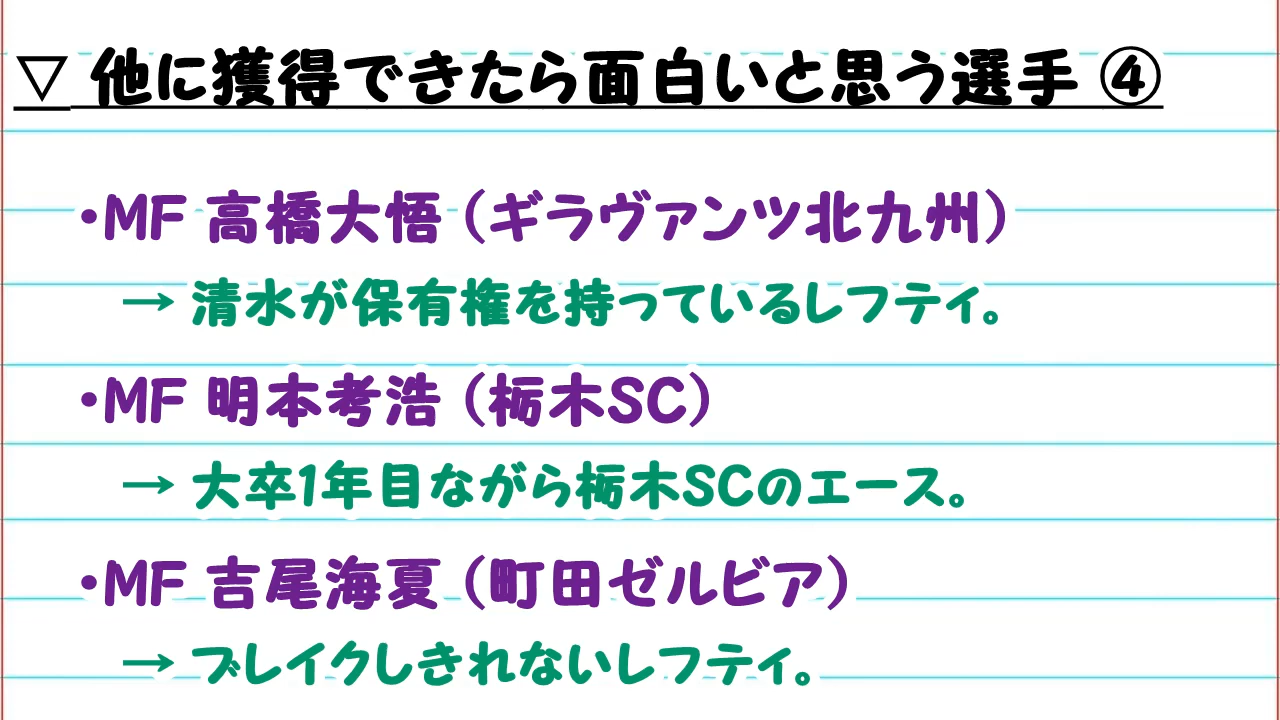 ▽ 他に獲得できたら面白いと思う選手 ④
・MF 高橋大悟（ギラヴァンツ北九州）
→ 清水が保有権を持っているレフティ。
・MF 明本考浩（栃木SC）
→ 大卒1年目ながら栃木SCのエース。
・MF 吉尾海夏（町田ゼルビア）
→ ブレイクしきれないレフティ。